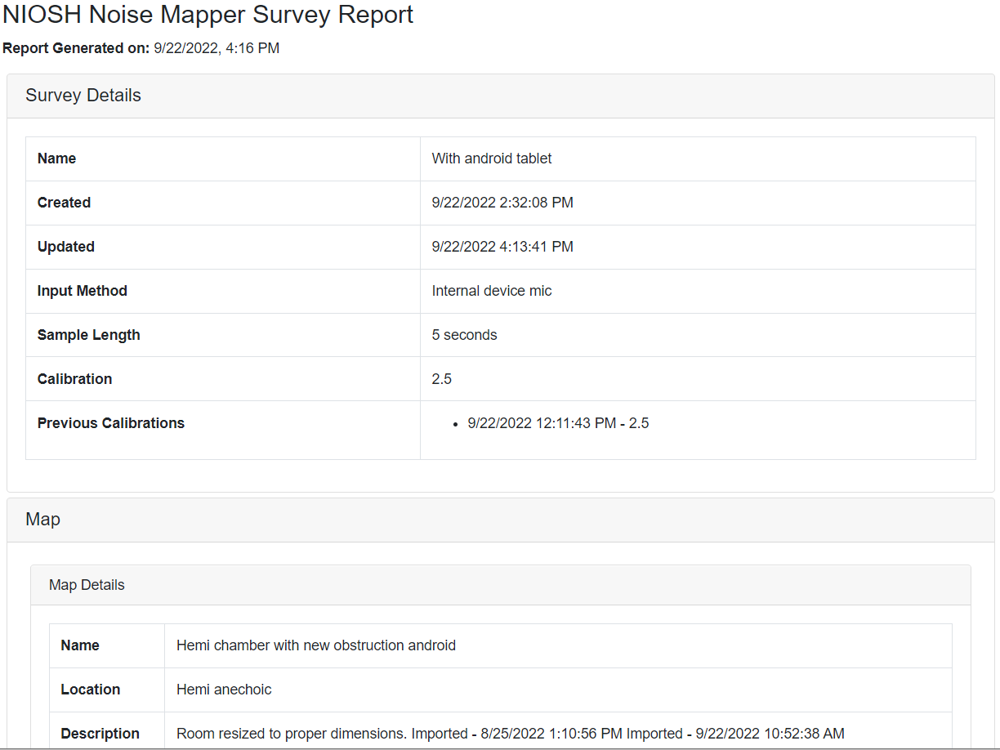 NIOSH Noise Mapper Survey Report
Report Generated on: 9/22/2022, 4:16 PM
Survey Details
Name With android tablet
Created 9/22/2022 2:32:08 PM
Updated 9/22/2022 4:13:41 PM
Input Method Internal device mic
Sample Length 5 seconds
Calibration 2.5
Previous Calibrations • 9/22/2022 12:11:43 PM - 2.5
Map
Map Details
Name Hemi chamber with new obstruction android
Location Hemi anechoic
Description Room resized to proper dimensions. Imported - 8/25/2022 1:10:56 PM Imported - 9/22/2022 10:52:38 AM